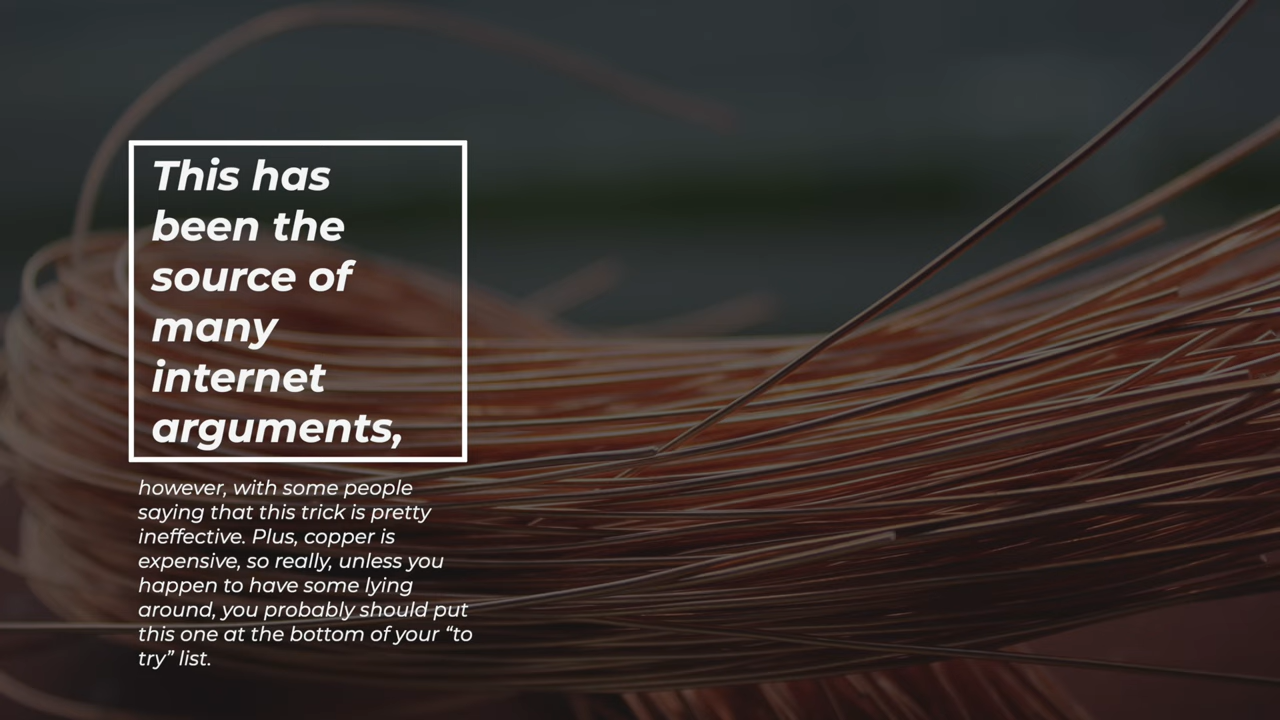 This has
been the
source of
many
internet
arguments,
however, with some people
saying that this trick is pretty
ineffective. Plus, copper is
expensive, so really, unless you
happen to have some lying
around, you probably should put
this one at the bottom of your “to
try” list.